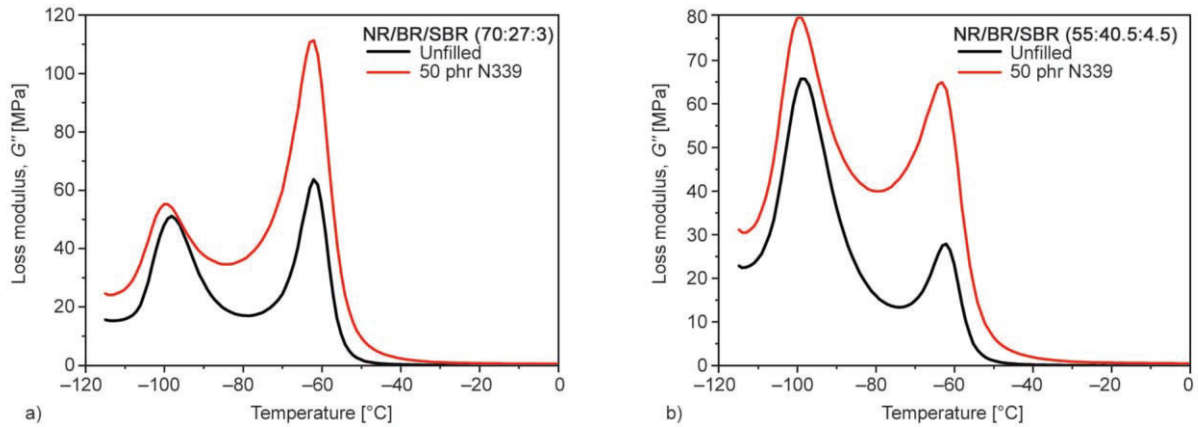 120
100
80
60
40
20
0
Loss modulus, G″ [MPa]
NR/BR/SBR (70:27:3)
Unfilled
50 phr N339
–120
–100
–80
–60
–40
–20
0
a)
Temperature [°C]
80
70
60
50
40
30
20
10
0
Loss modulus, G″ [MPa]
NR/BR/SBR (55:40.5:4.5)
Unfilled
50 phr N339
–120
–100
–80
–60
–40
–20
0
b)
Temperature [°C]